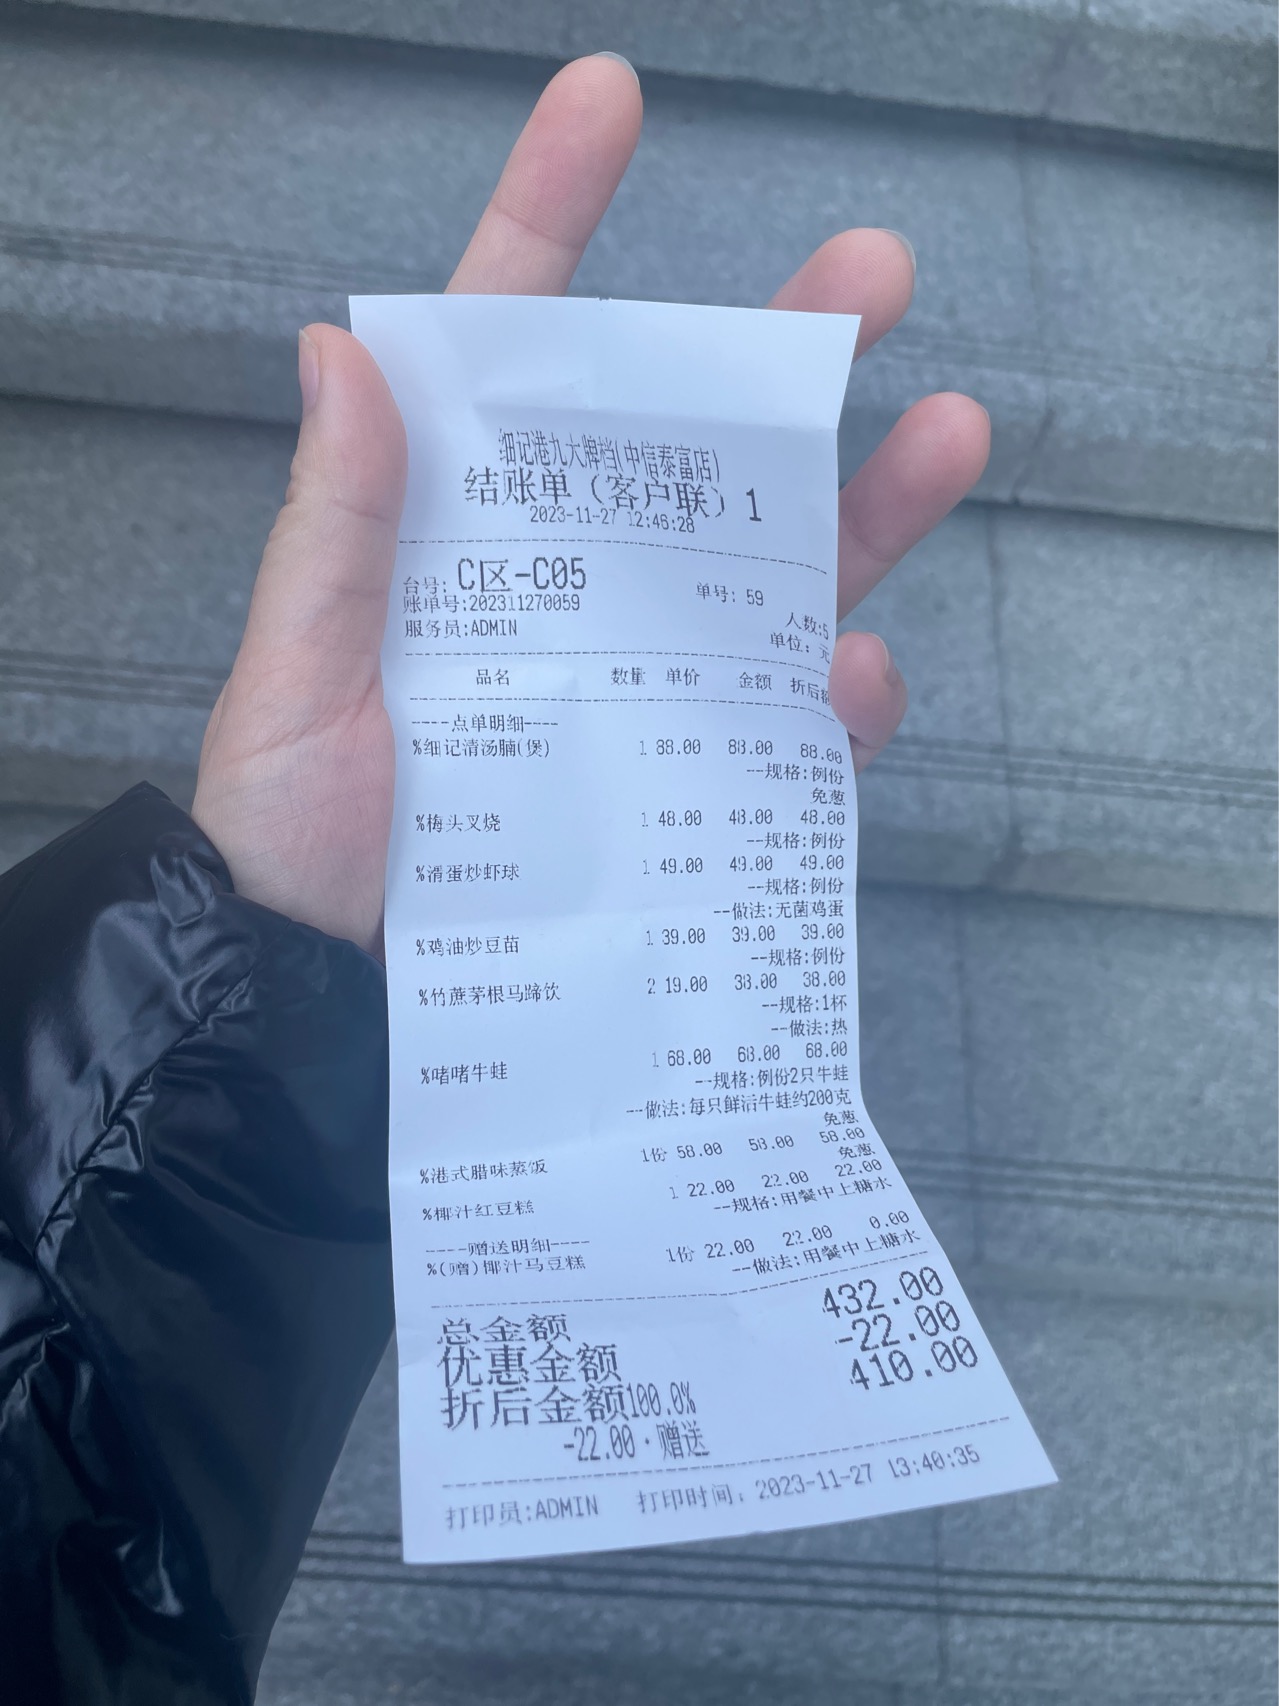 细记港九大牌档(中信泰富店)
结账单（客户联）1
2023-11-27 12:46:28
台号: C区-C05 单号: 59
账单号:202311270059 人数:5
服务员:ADMIN 单位: 元
品名 数量 单价 金额 折后额
----点单明细----
%细记清汤腩(煲) 1 88.00 88.00 88.00
--规格:例份
免葱
%梅头叉烧 1 48.00 48.00 48.00
--规格:例份
%滑蛋炒虾球 1 49.00 49.00 49.00
--规格:例份
--做法:无菌鸡蛋
%鸡油炒豆苗 1 39.00 39.00 39.00
--规格:例份
%竹蔗茅根马蹄饮 2 19.00 38.00 38.00
--规格:1杯
--做法:热
%啫啫牛蛙 1 68.00 68.00 68.00
--规格:例份2只牛蛙
--做法:每只鲜活牛蛙约200克
免葱
%港式腊味蒸饭 1份 58.00 58.00 58.00
免葱
%椰汁红豆糕 1 22.00 22.00 22.00
--规格:用餐中上糖水
----赠送明细----
%(赠)椰汁马豆糕 1份 22.00 22.00 0.00
--做法:用餐中上糖水
总金额 432.00
优惠金额 -22.00
折后金额100.0% 410.00
-22.00·赠送
打印员:ADMIN 打印时间: 2023-11-27 13:40:35